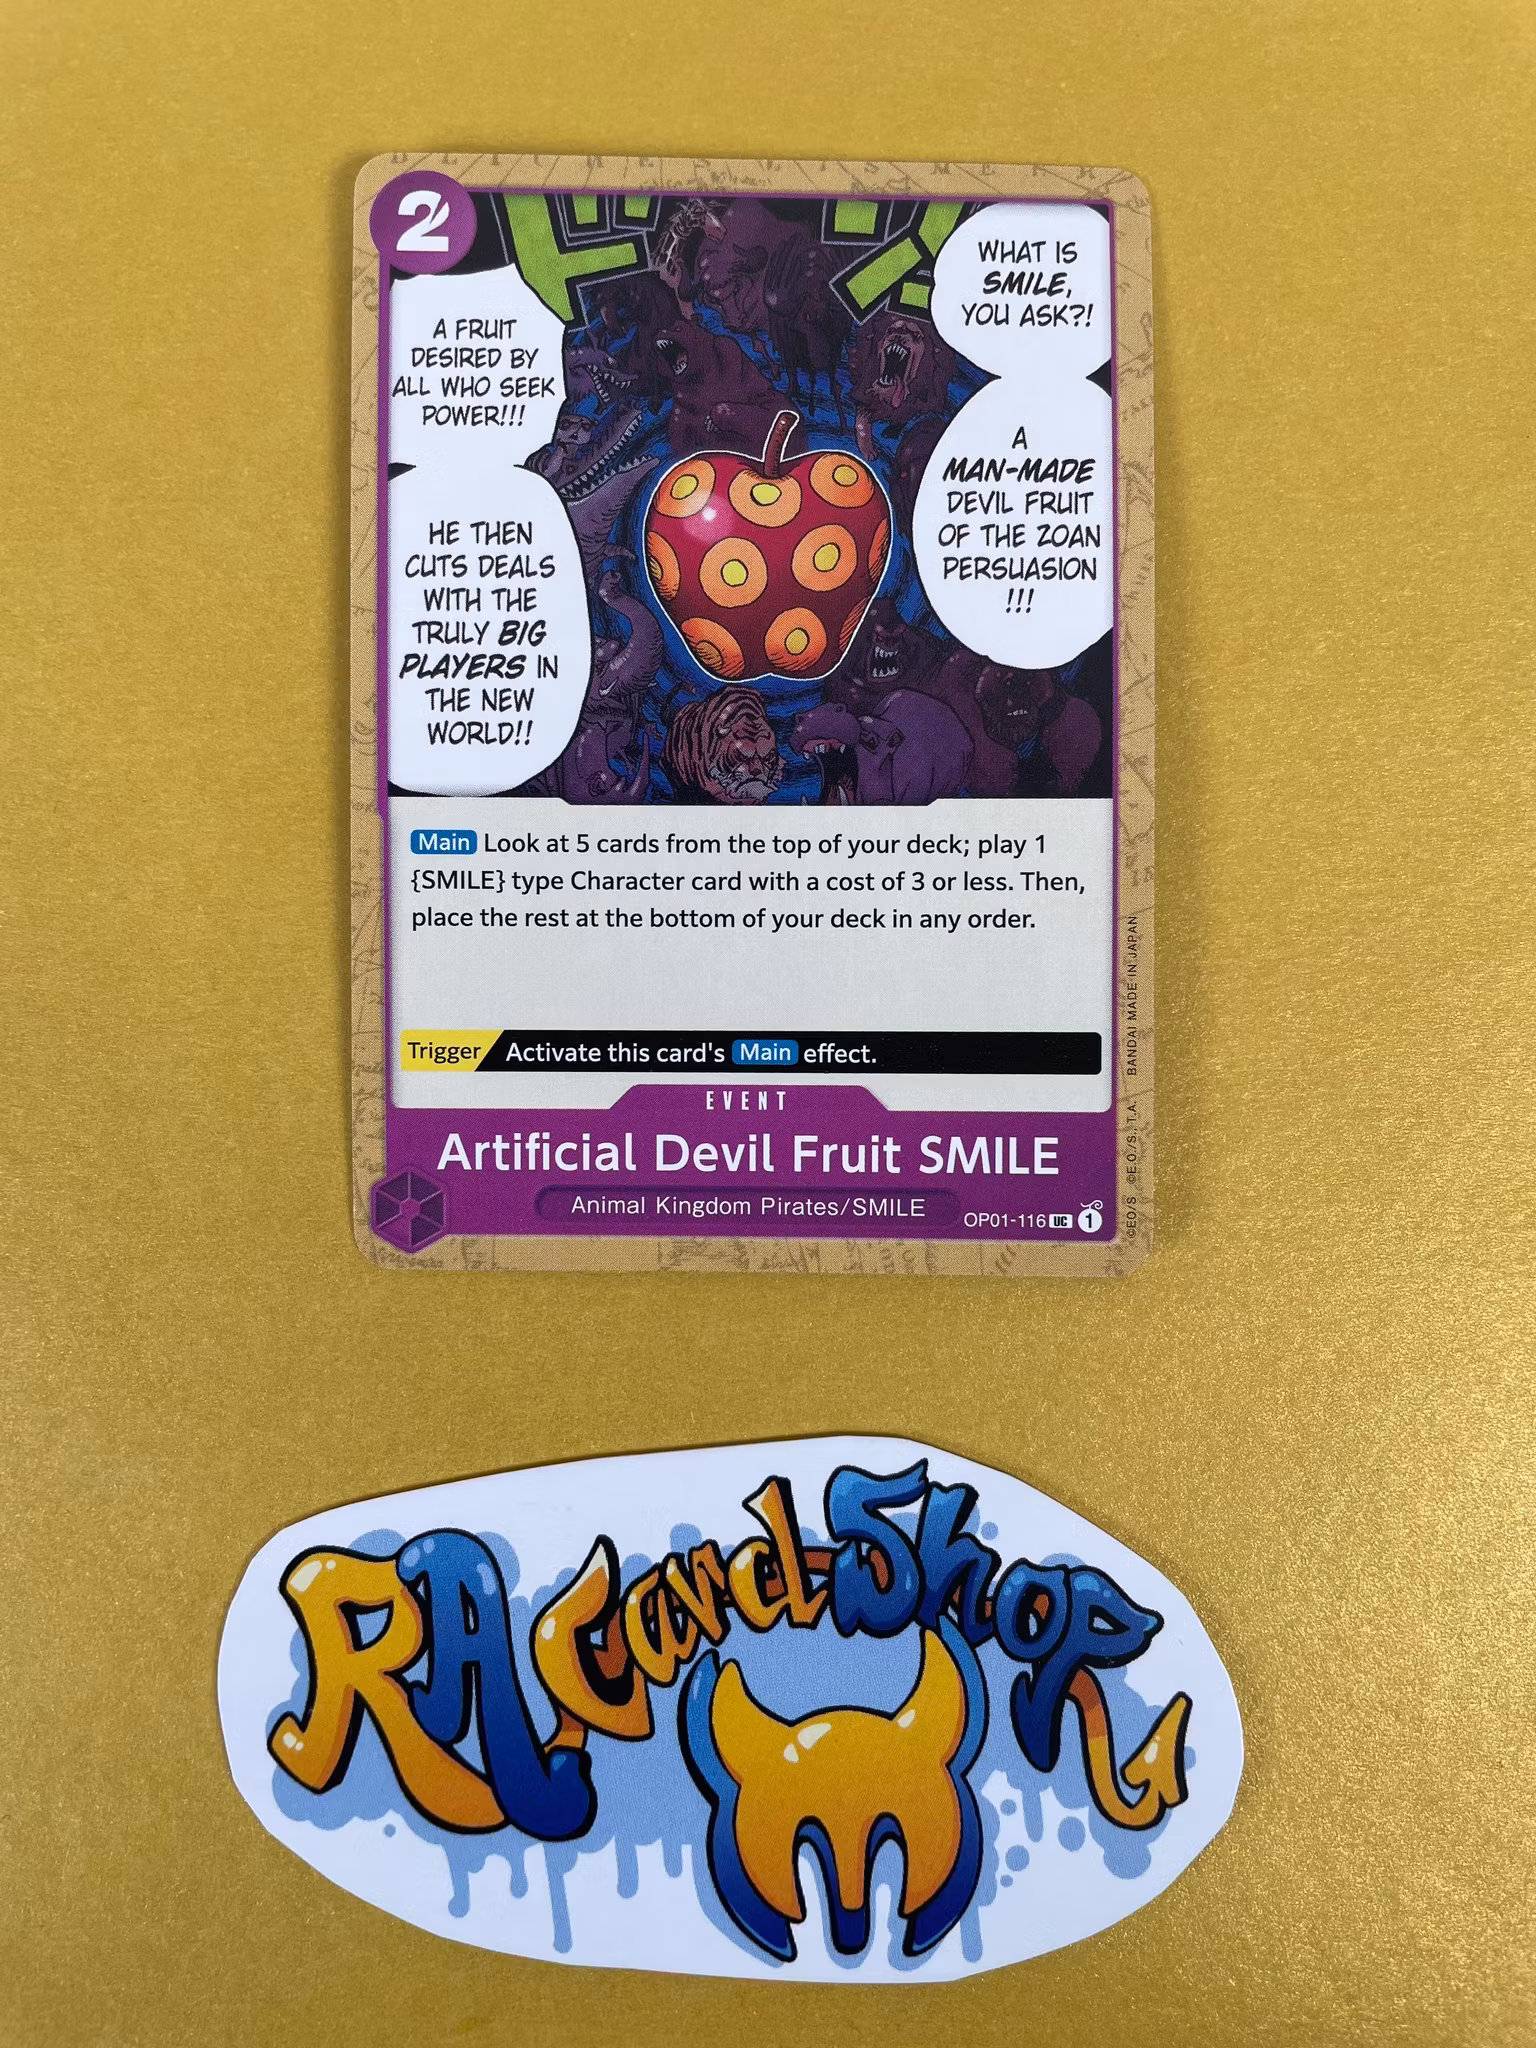 2
WHAT IS
SMILE,
YOU ASK?!
A
MAN-MADE
DEVIL FRUIT
OF THE ZOAN
PERSUASION
!!!
A FRUIT
DESIRED BY
ALL WHO SEEK
POWER!!!
HE THEN
CUTS DEALS
WITH THE
TRULY BIG
PLAYERS IN
THE NEW
WORLD!!
Main Look at 5 cards from the top of your deck; play 1
{SMILE} type Character card with a cost of 3 or less. Then,
place the rest at the bottom of your deck in any order.
Trigger Activate this card's Main effect.
EVENT
Artificial Devil Fruit SMILE
Animal Kingdom Pirates/SMILE
OP01-116 UC 1
©EO/S ©E.O./S.,T.A. BANDAI MADE IN JAPAN
RA Card Shop